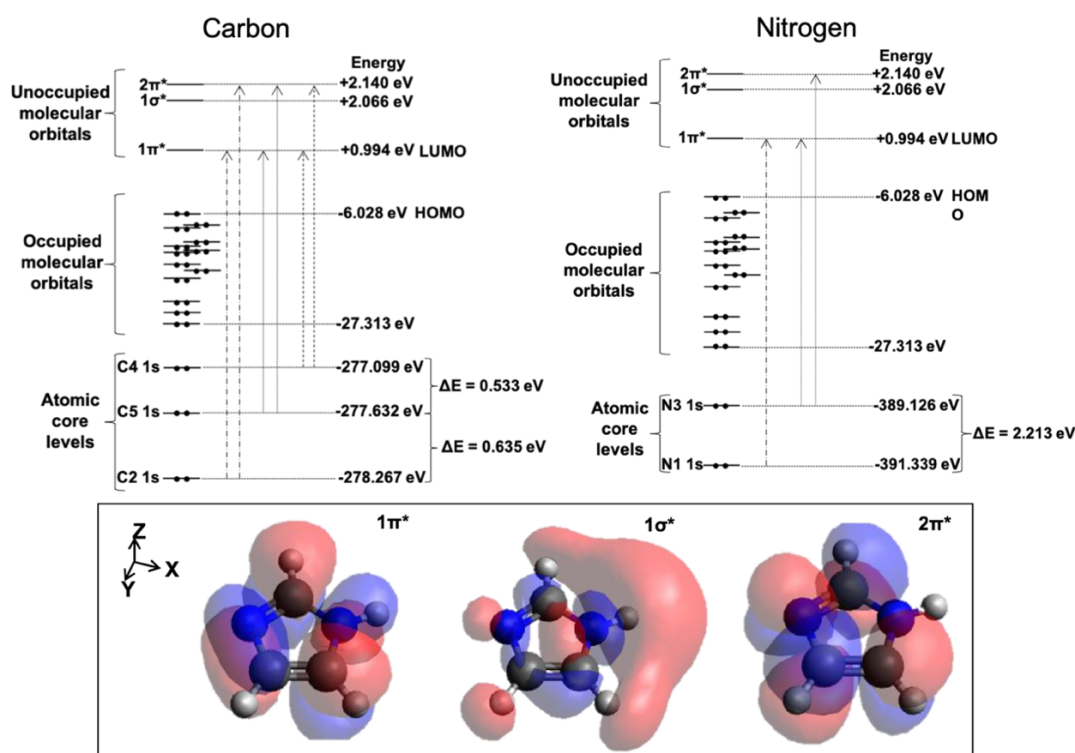 Carbon
Energy
2π* +2.140 eV
1σ* +2.066 eV
Unoccupied
molecular
orbitals
1π* +0.994 eV LUMO
-6.028 eV HOMO
Occupied
molecular
orbitals
-27.313 eV
C4 1s -277.099 eV
ΔE = 0.533 eV
Atomic
core
levels
C5 1s -277.632 eV
ΔE = 0.635 eV
C2 1s -278.267 eV
Nitrogen
Energy
2π* +2.140 eV
1σ* +2.066 eV
Unoccupied
molecular
orbitals
1π* +0.994 eV LUMO
-6.028 eV HOM
O
Occupied
molecular
orbitals
-27.313 eV
N3 1s -389.126 eV
Atomic
core
levels
ΔE = 2.213 eV
N1 1s -391.339 eV
Z
X
Y
1π*
1σ*
2π*